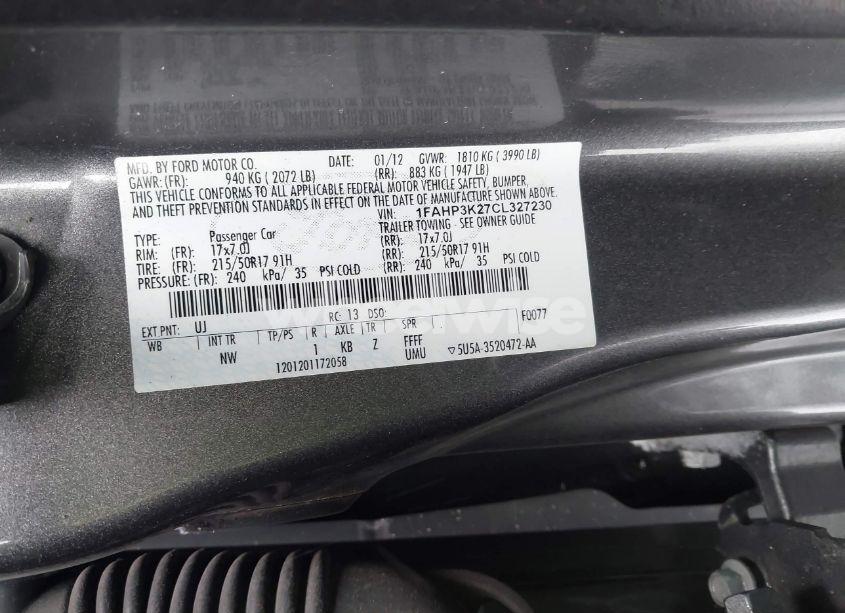 MFD. BY FORD MOTOR CO. DATE: 01/12 GVWR: 1810 KG ( 3990 LB)
GAWR: (FR): 940 KG ( 2072 LB) (RR): 883 KG ( 1947 LB)
THIS VEHICLE CONFORMS TO ALL APPLICABLE FEDERAL MOTOR VEHICLE SAFETY, BUMPER,
AND THEFT PREVENTION STANDARDS IN EFFECT ON THE DATE OF MANUFACTURE SHOWN ABOVE
VIN: 1FAHP3K27CL327230
TYPE: Passenger Car TRAILER TOWING - SEE OWNER GUIDE
RIM: (FR): 17x7.0J (RR): 17x7.0J
TIRE: (FR): 215/50R17 91H (RR): 215/50R17 91H
PRESSURE: (FR): 240 kPa/ 35 PSI COLD (RR): 240 kPa/ 35 PSI COLD
EXT PNT: UJ RC: 13 DSO: F0077
WB INT TR TP/PS R AXLE TR SPR
NW 1 KB Z FFFF
UMU
1201201172058 ▽5U5A-3520472-AA